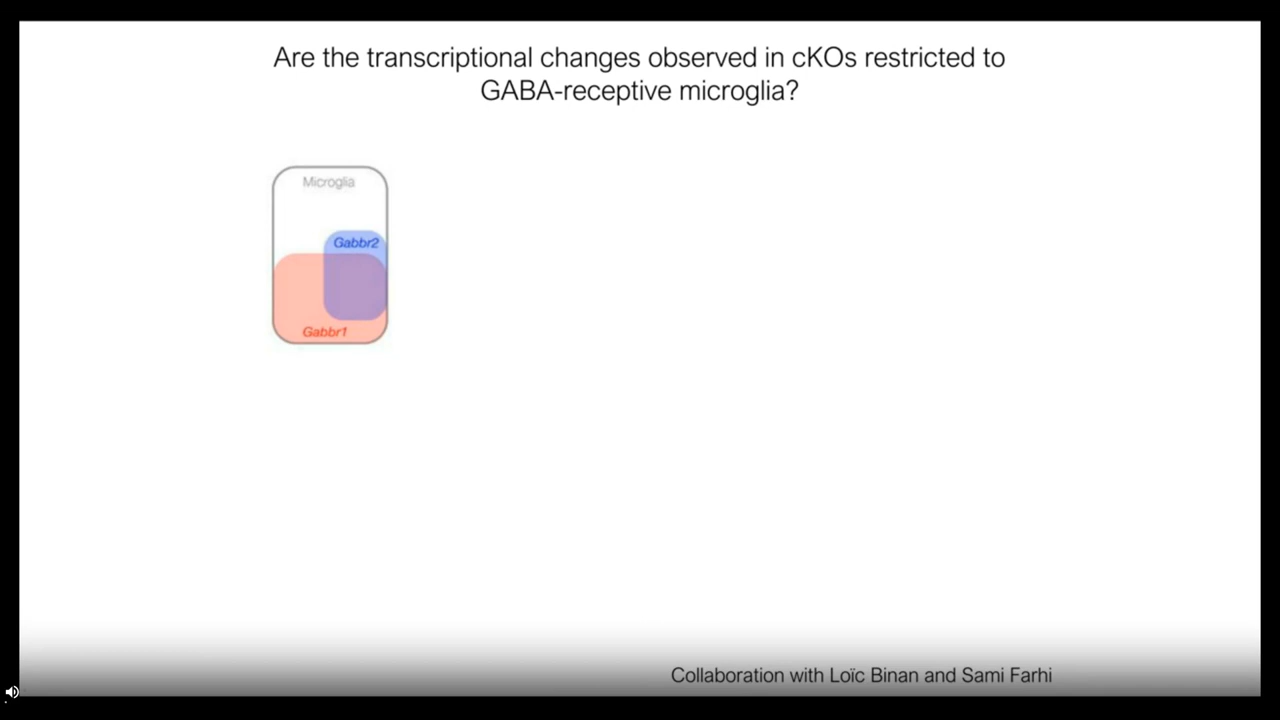 Are the transcriptional changes observed in cKOs restricted to
GABA-receptive microglia?
Microglia
Gabbr2
Gabbr1
Collaboration with Loïc Binan and Sami Farhi